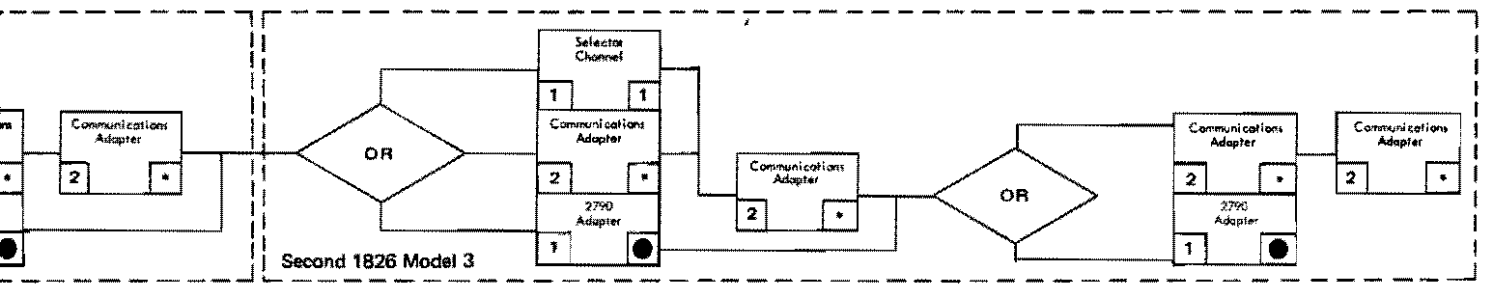 Communications
Adapter
2 *
*
OR
Selector
Channel
1 1
Communications
Adapter
2 *
2790
Adapter
1
Second 1826 Model 3
Communications
Adapter
2 *
OR
Communications
Adapter
2 *
2790
Adapter
1
Communications
Adapter
2 *